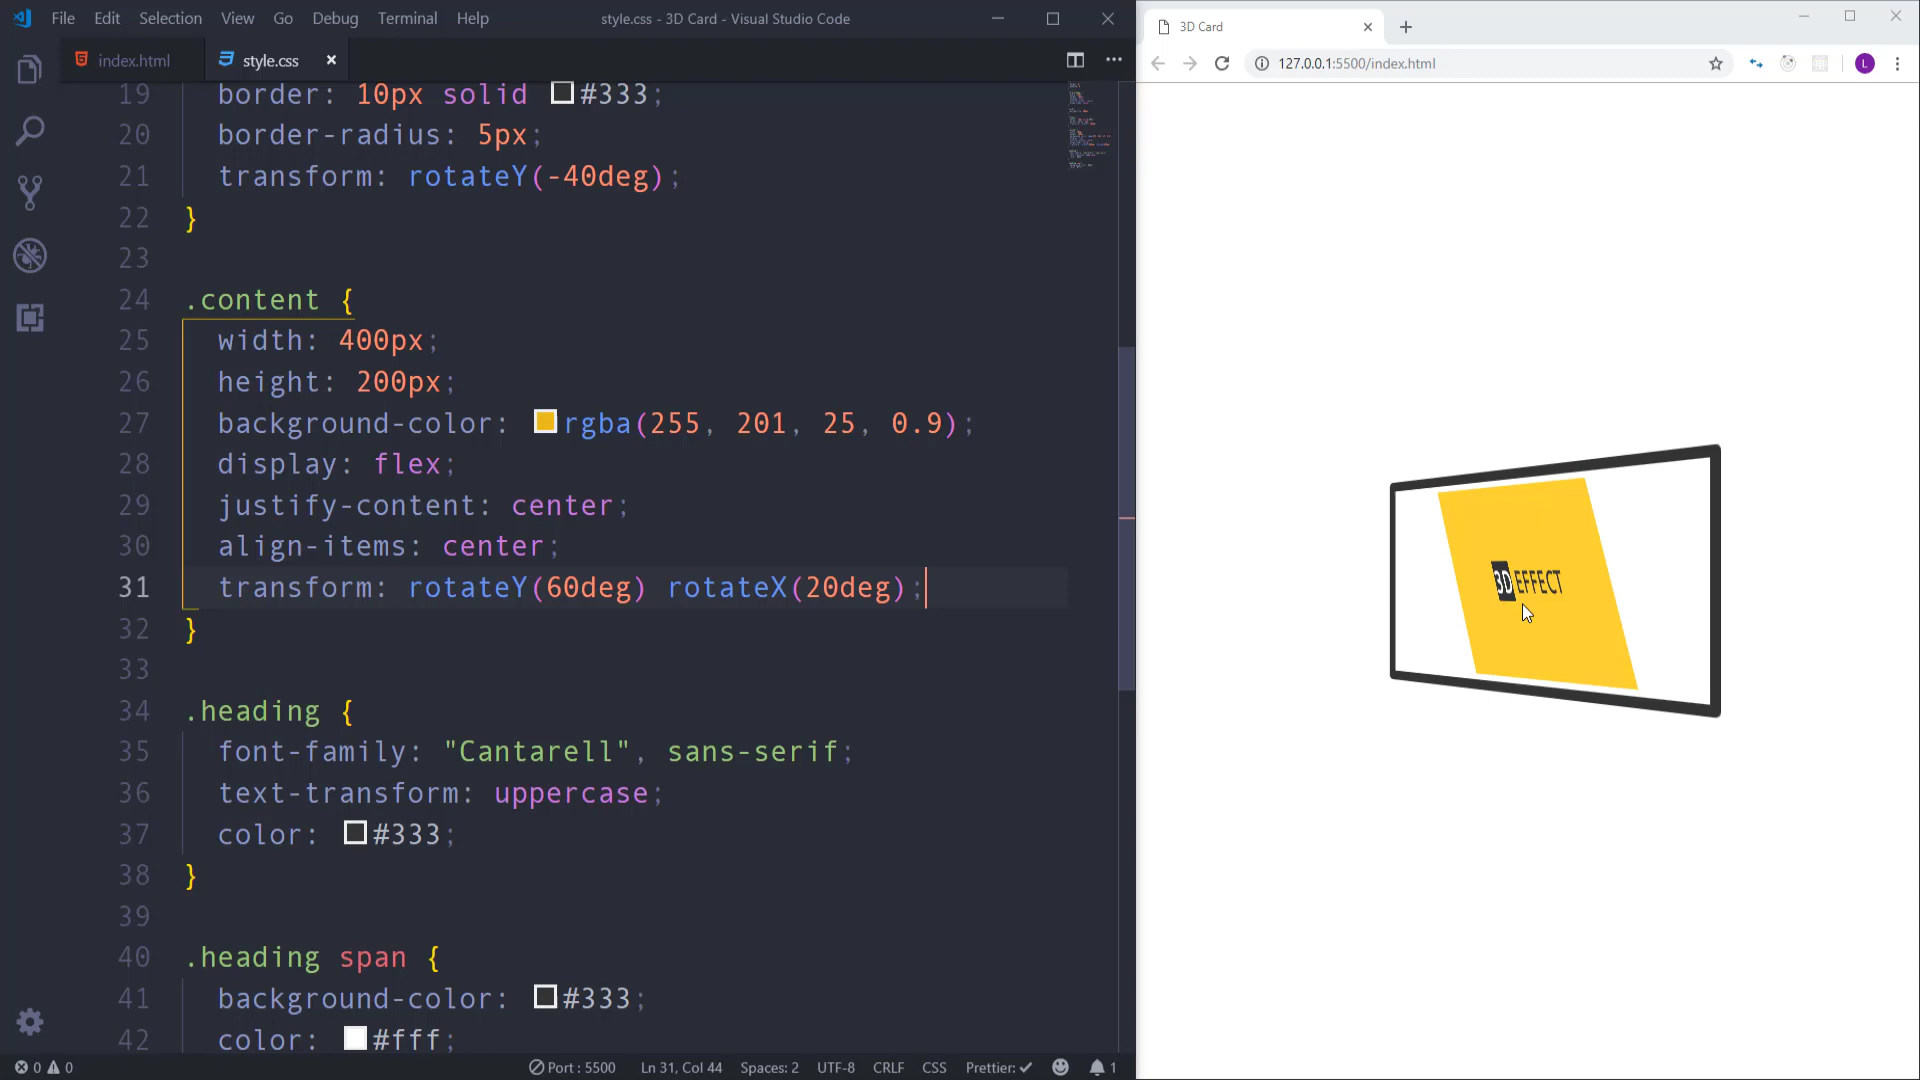 File Edit Selection View Go Debug Terminal Help
style.css - 3D Card - Visual Studio Code
index.html
style.css
19 border: 10px solid #333;
20 border-radius: 5px;
21 transform: rotateY(-40deg);
22 }
23
24 .content {
25 width: 400px;
26 height: 200px;
27 background-color: rgba(255, 201, 25, 0.9);
28 display: flex;
29 justify-content: center;
30 align-items: center;
31 transform: rotateY(60deg) rotateX(20deg);
32 }
33
34 .heading {
35 font-family: "Cantarell", sans-serif;
36 text-transform: uppercase;
37 color: #333;
38 }
39
40 .heading span {
41 background-color: #333;
42 color: #fff;
0 0 Port : 5500 Ln 31, Col 44 Spaces: 2 UTF-8 CRLF CSS Prettier: 1
3D Card
127.0.0.1:5500/index.html
L
3D EFFECT